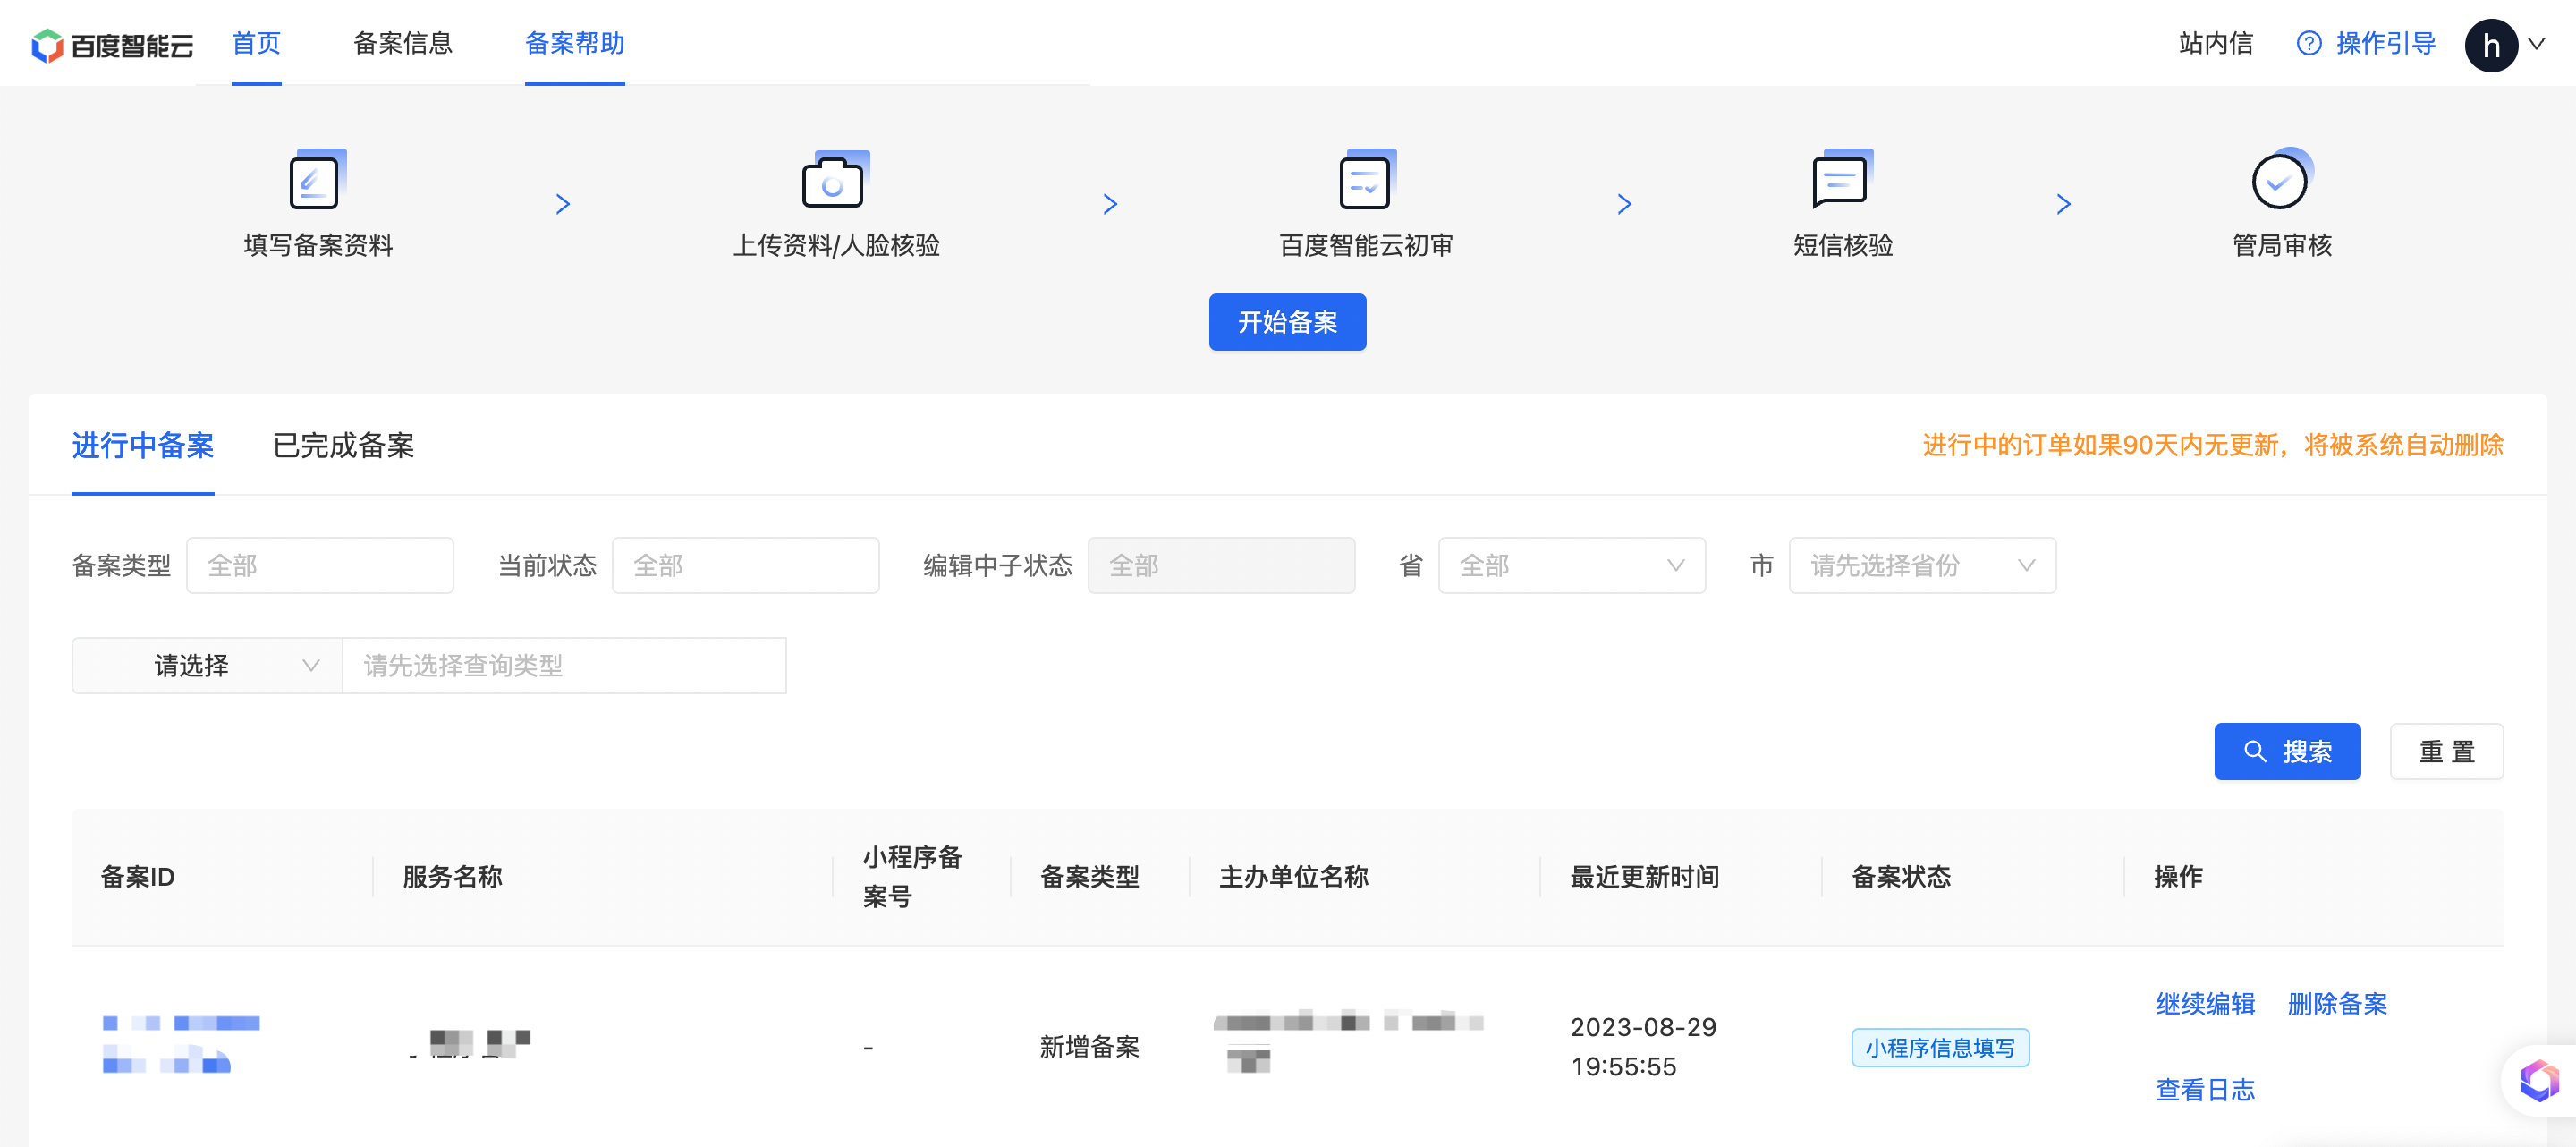 百度智能云 首页 备案信息 备案帮助 站内信 操作引导 h
填写备案资料 上传资料/人脸核验 百度智能云初审 短信核验 管局审核
开始备案
进行中备案 已完成备案 进行中的订单如果90天内无更新，将被系统自动删除
备案类型 全部 当前状态 全部 编辑中子状态 全部 省 全部 市 请先选择省份
请选择 请先选择查询类型
搜索 重 置
备案ID 服务名称 小程序备
案号 备案类型 主办单位名称 最近更新时间 备案状态 操作
- 新增备案 2023-08-29
19:55:55 小程序信息填写 继续编辑 删除备案
查看日志